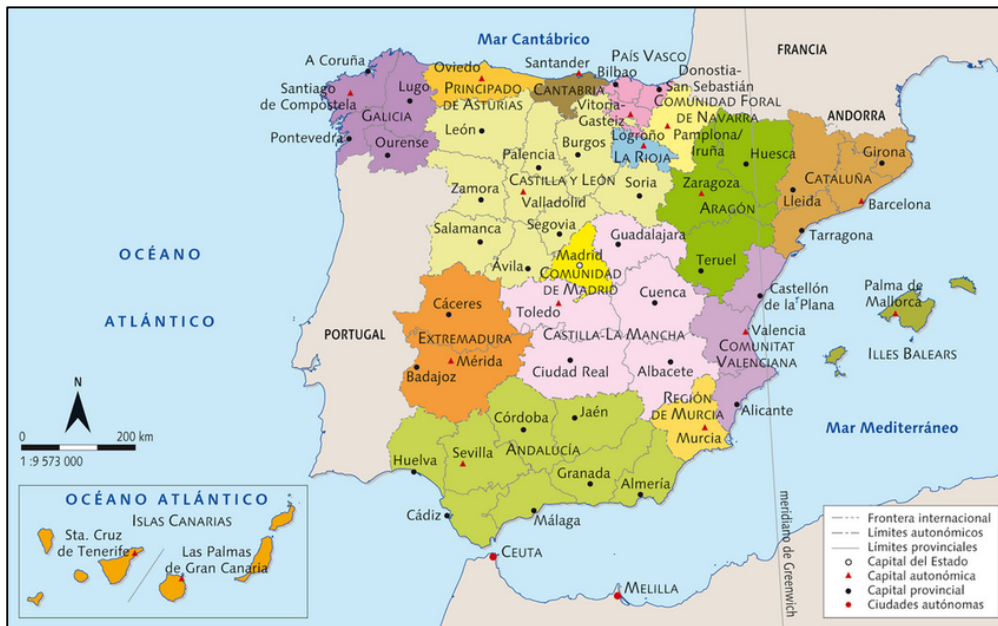 Mar Cantábrico
FRANCIA
A Coruña
Santiago
de Compostela
Lugo
GALICIA
Pontevedra
Ourense
Oviedo
PRINCIPADO
DE ASTURIAS
Santander
CANTABRIA
PAÍS VASCO
Bilbao
Donostia-
San Sebastián
Vitoria-
Gasteiz
COMUNIDAD FORAL
DE NAVARRA
Pamplona/
Iruña
Logroño
LA RIOJA
ANDORRA
León
Burgos
Palencia
CASTILLA Y LEÓN
Zamora
Valladolid
Soria
Salamanca
Segovia
Ávila
Huesca
Zaragoza
ARAGÓN
Teruel
CATALUÑA
Girona
Lleida
Barcelona
Tarragona
Madrid
COMUNIDAD
DE MADRID
Guadalajara
Cuenca
Toledo
CASTILLA-LA MANCHA
Ciudad Real
Albacete
OCÉANO
ATLÁNTICO
PORTUGAL
Cáceres
EXTREMADURA
Mérida
Badajoz
Castellón
de la Plana
Valencia
COMUNITAT
VALENCIANA
Alicante
Palma de
Mallorca
ILLES BALEARS
REGIÓN
DE MURCIA
Murcia
Mar Mediterráneo
Córdoba
Jaén
ANDALUCÍA
Sevilla
Huelva
Granada
Almería
Cádiz
Málaga
CEUTA
MELILLA
N
0
200 km
1 :9 573 000
OCÉANO ATLÁNTICO
ISLAS CANARIAS
Sta. Cruz
de Tenerife
Las Palmas
de Gran Canaria
meridiano de Greenwich
Frontera internacional
Límites autonómicos
Límites provinciales
Capital del Estado
Capital autonómica
Capital provincial
Ciudades autónomas